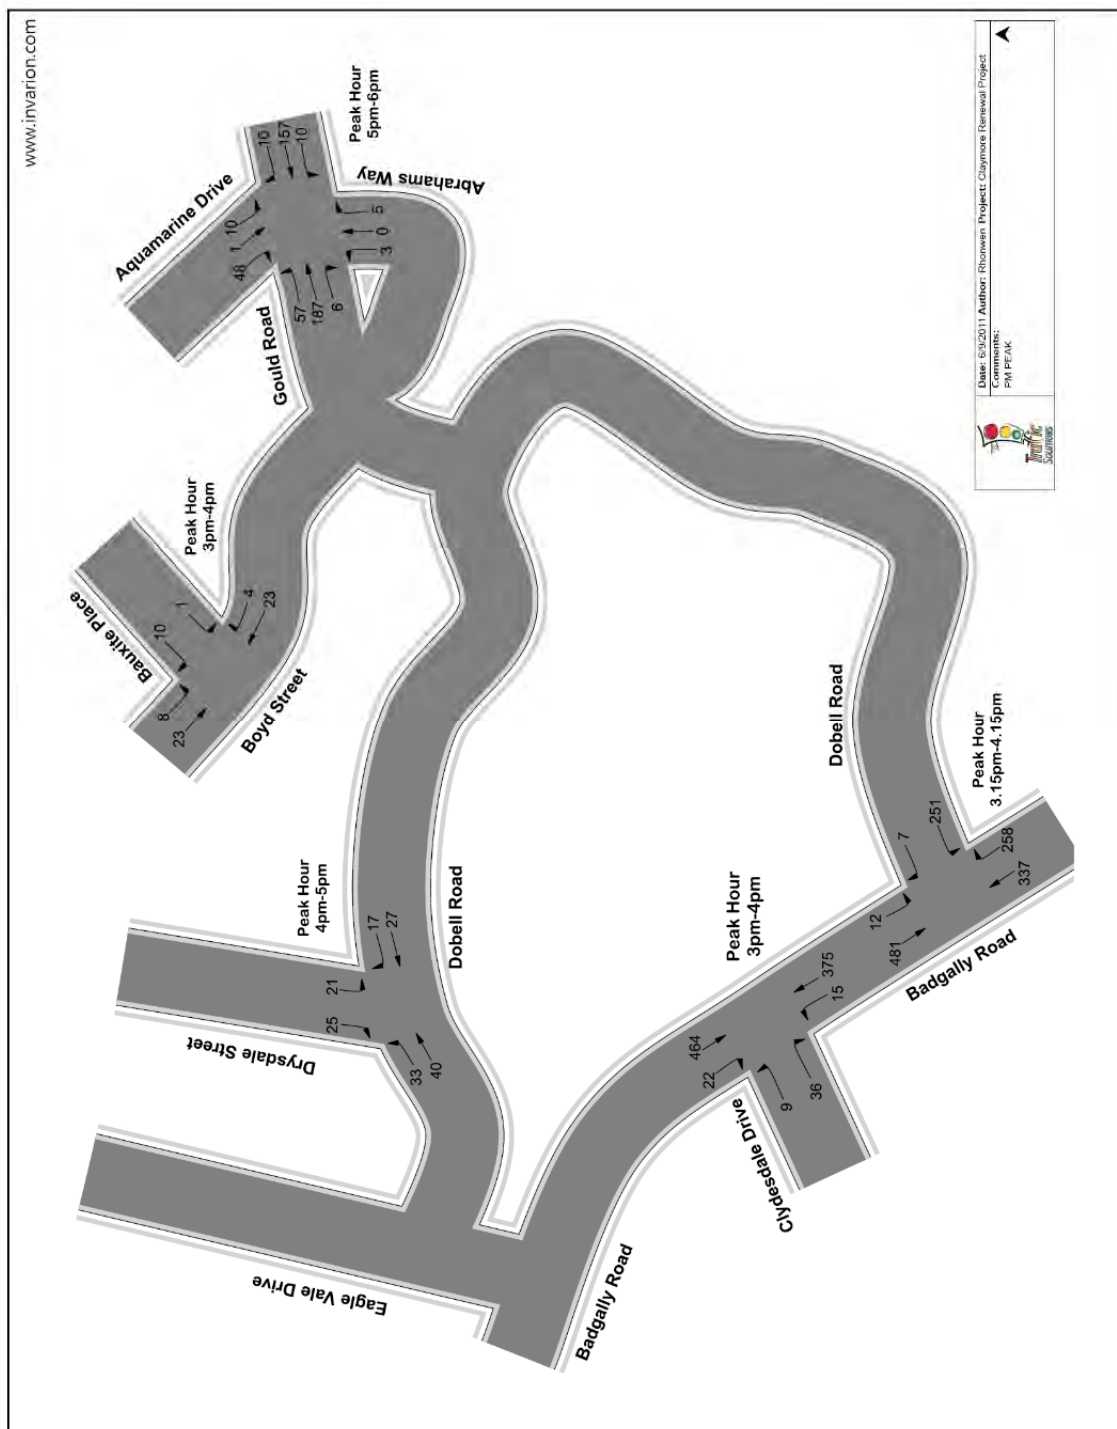 www.invarion.com
Peak Hour
5pm-6pm
10
157
10
Aquamarine Drive
Abrahams Way
10
1
48
5
0
3
57
187
6
Gould Road
Peak Hour
3pm-4pm
Bauxite Place
10
1
4
23
8
23
Boyd Street
Peak Hour
4pm-5pm
17
27
21
25
33
40
Drysdale Street
Dobell Road
Eagle Vale Drive
Dobell Road
Peak Hour
3.15pm-4.15pm
251
7
258
337
12
481
Badgally Road
Peak Hour
3pm-4pm
375
15
464
22
9
36
Clydesdale Drive
Badgally Road
Date: 6/9/2011 Author: Rhonwen Project: Claymore Renewal Project
Comments:
PM PEAK
Traffic
Solutions